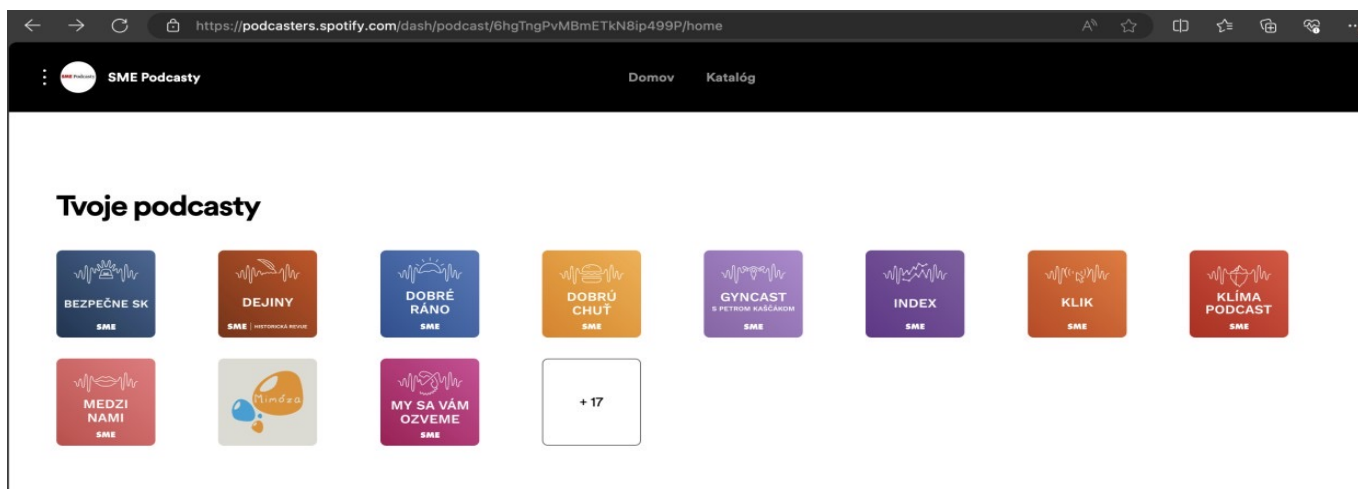 https://podcasters.spotify.com/dash/podcast/6hgTngPvMBmETkN8ip499P/home
SME Podcasty
Domov
Katalóg
Tvoje podcasty
BEZPEČNE SK
SME
DEJINY
SME | HISTORICKÁ REVUE
DOBRÉ
RÁNO
SME
DOBRÚ
CHUŤ
SME
GYNCAST
S PETROM KAŠČÁKOM
SME
INDEX
SME
KLIK
SME
KLÍMA
PODCAST
SME
MEDZI
NAMI
SME
Mimóza
MY SA VÁM
OZVEME
SME
+ 17